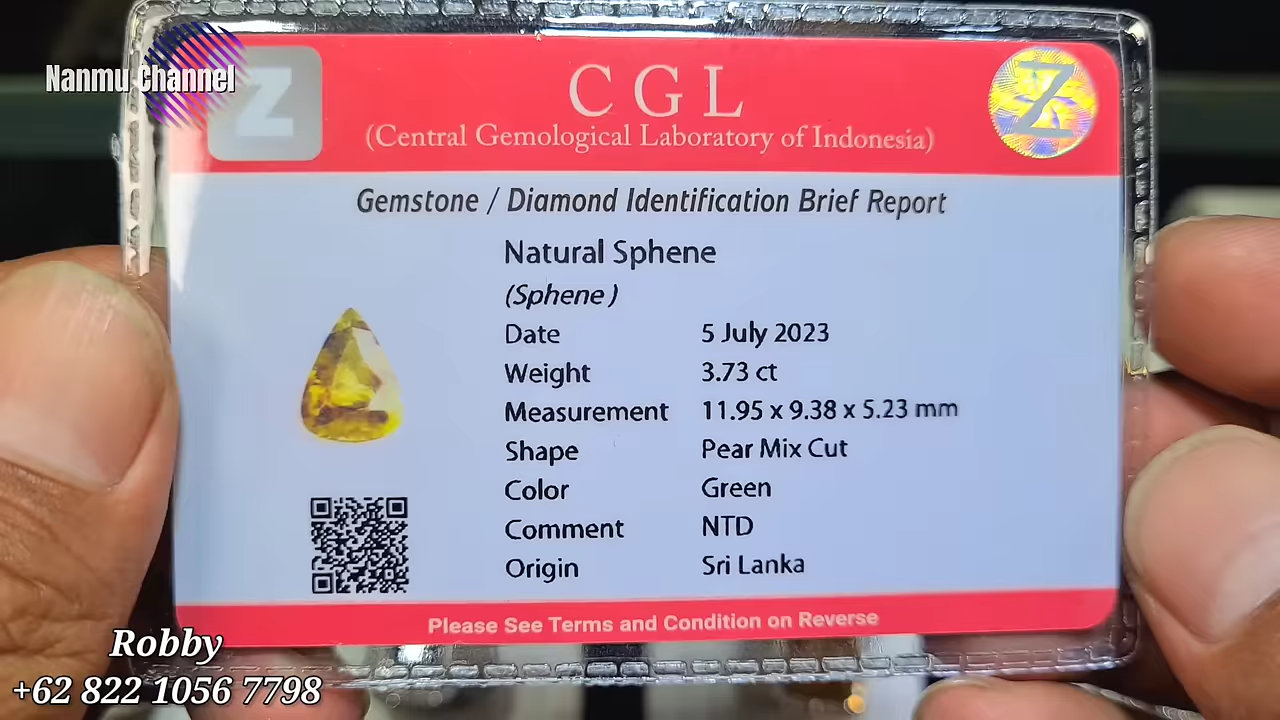 Nanmu Channel
Z
C G L
Z
(Central Gemological Laboratory of Indonesia)
Gemstone / Diamond Identification Brief Report
Natural Sphene
(Sphene )
Date 5 July 2023
Weight 3.73 ct
Measurement 11.95 x 9.38 x 5.23 mm
Shape Pear Mix Cut
Color Green
Comment NTD
Origin Sri Lanka
Please See Terms and Condition on Reverse
Robby
+62 822 1056 7798